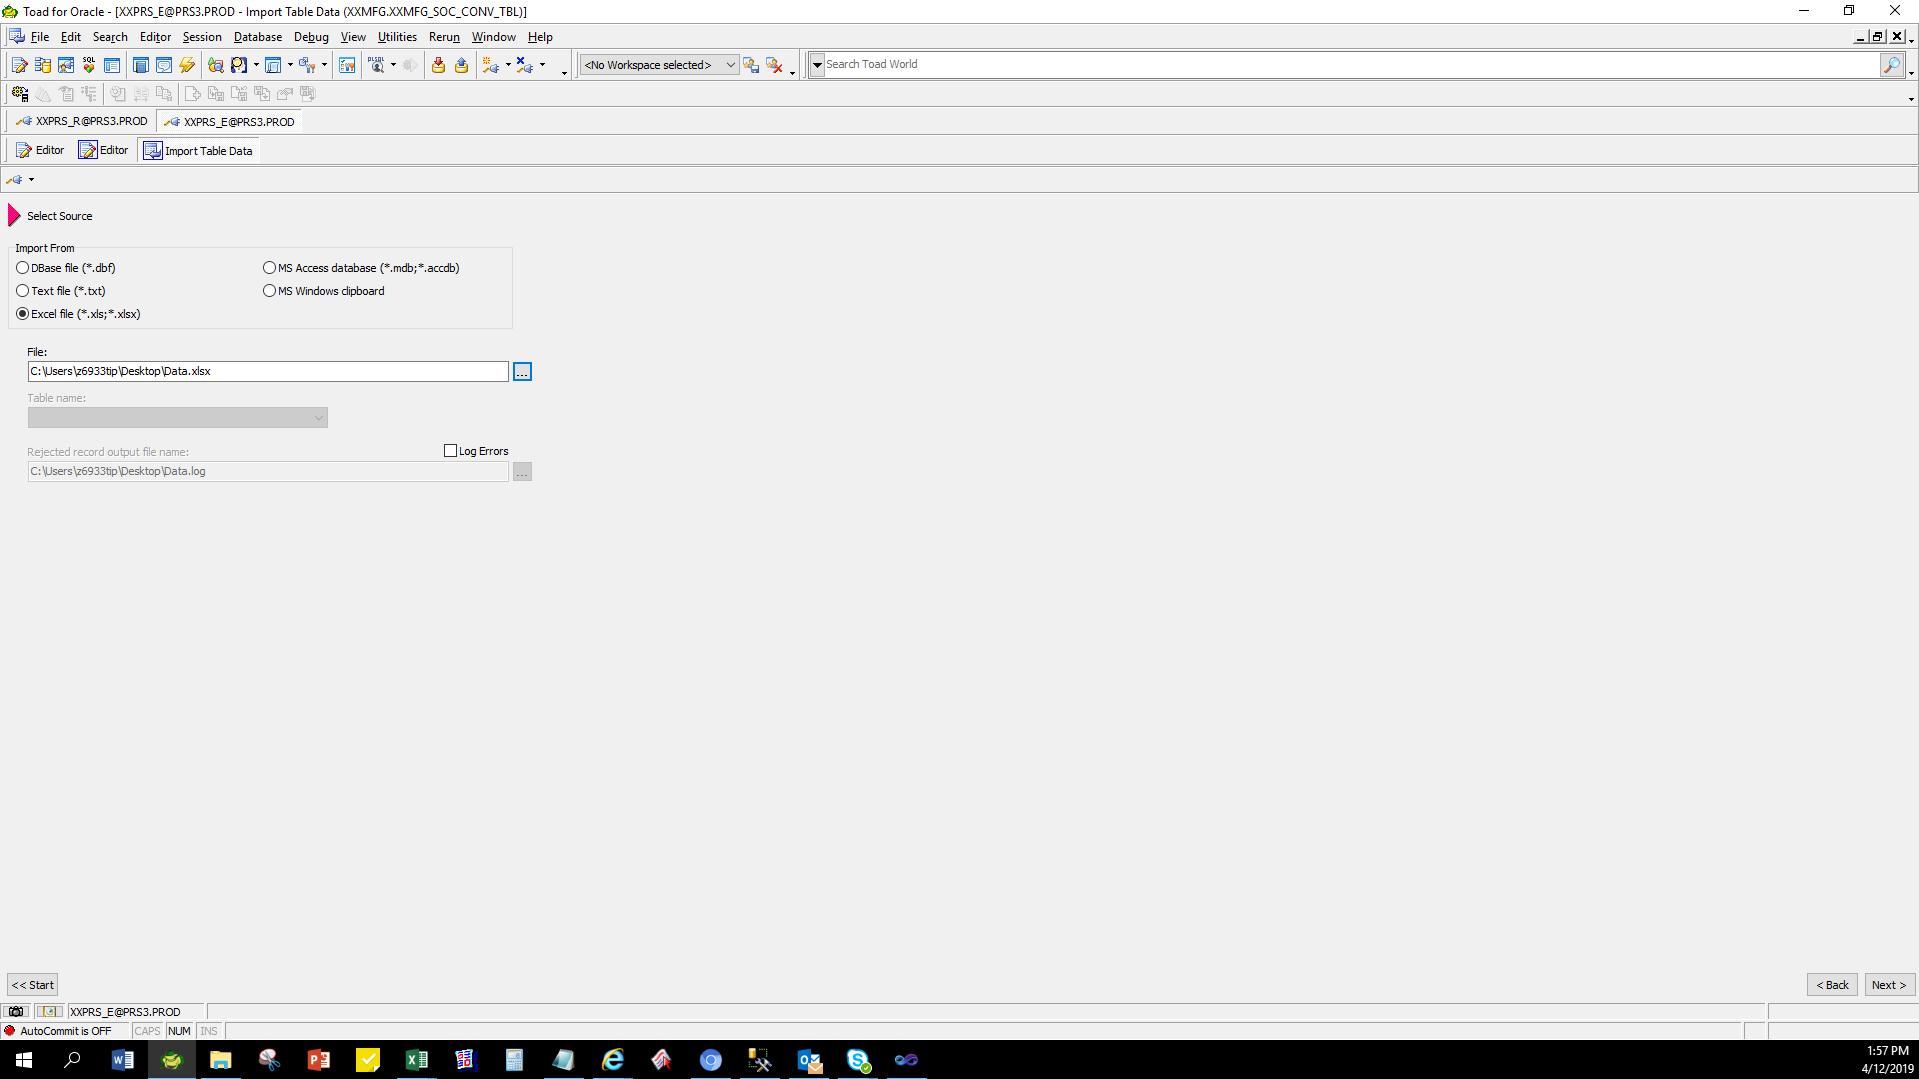 Toad for Oracle - [XXPRS_E@PRS3.PROD - Import Table Data (XXMFG.XXMFG_SOC_CONV_TBL)]
File Edit Search Editor Session Database Debug View Utilities Rerun Window Help
SQL
<No Workspace selected>
Search Toad World
XXPRS_R@PRS3.PROD XXPRS_E@PRS3.PROD
Editor Editor Import Table Data
Select Source
Import From
DBase file (*.dbf) MS Access database (*.mdb;*.accdb)
Text file (*.txt) MS Windows clipboard
Excel file (*.xls;*.xlsx)
File:
C:\Users\z6933tip\Desktop\Data.xlsx ...
Table name:
Rejected record output file name: Log Errors
C:\Users\z6933tip\Desktop\Data.log ...
<< Start < Back Next >
XXPRS_E@PRS3.PROD
AutoCommit is OFF CAPS NUM INS
1:57 PM
4/12/2019